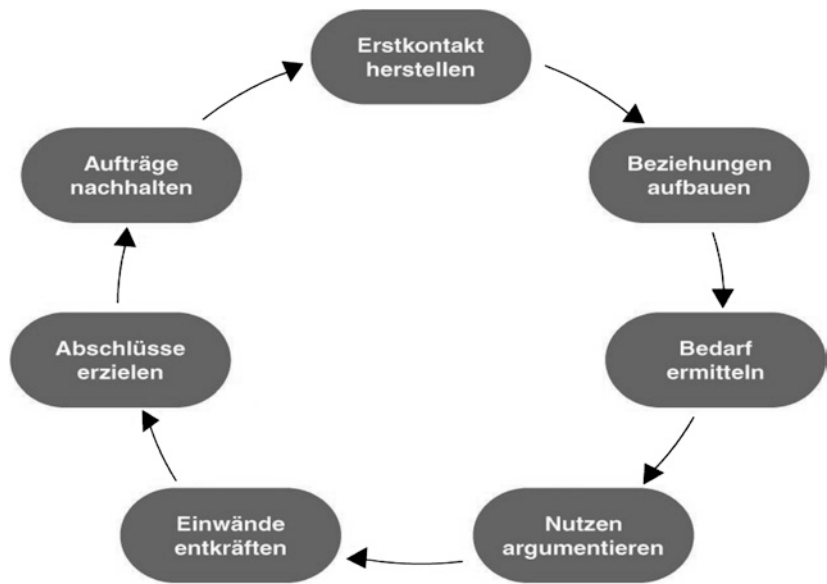 Erstkontakt
herstellen
Beziehungen
aufbauen
Bedarf
ermitteln
Nutzen
argumentieren
Einwände
entkräften
Abschlüsse
erzielen
Aufträge
nachhalten